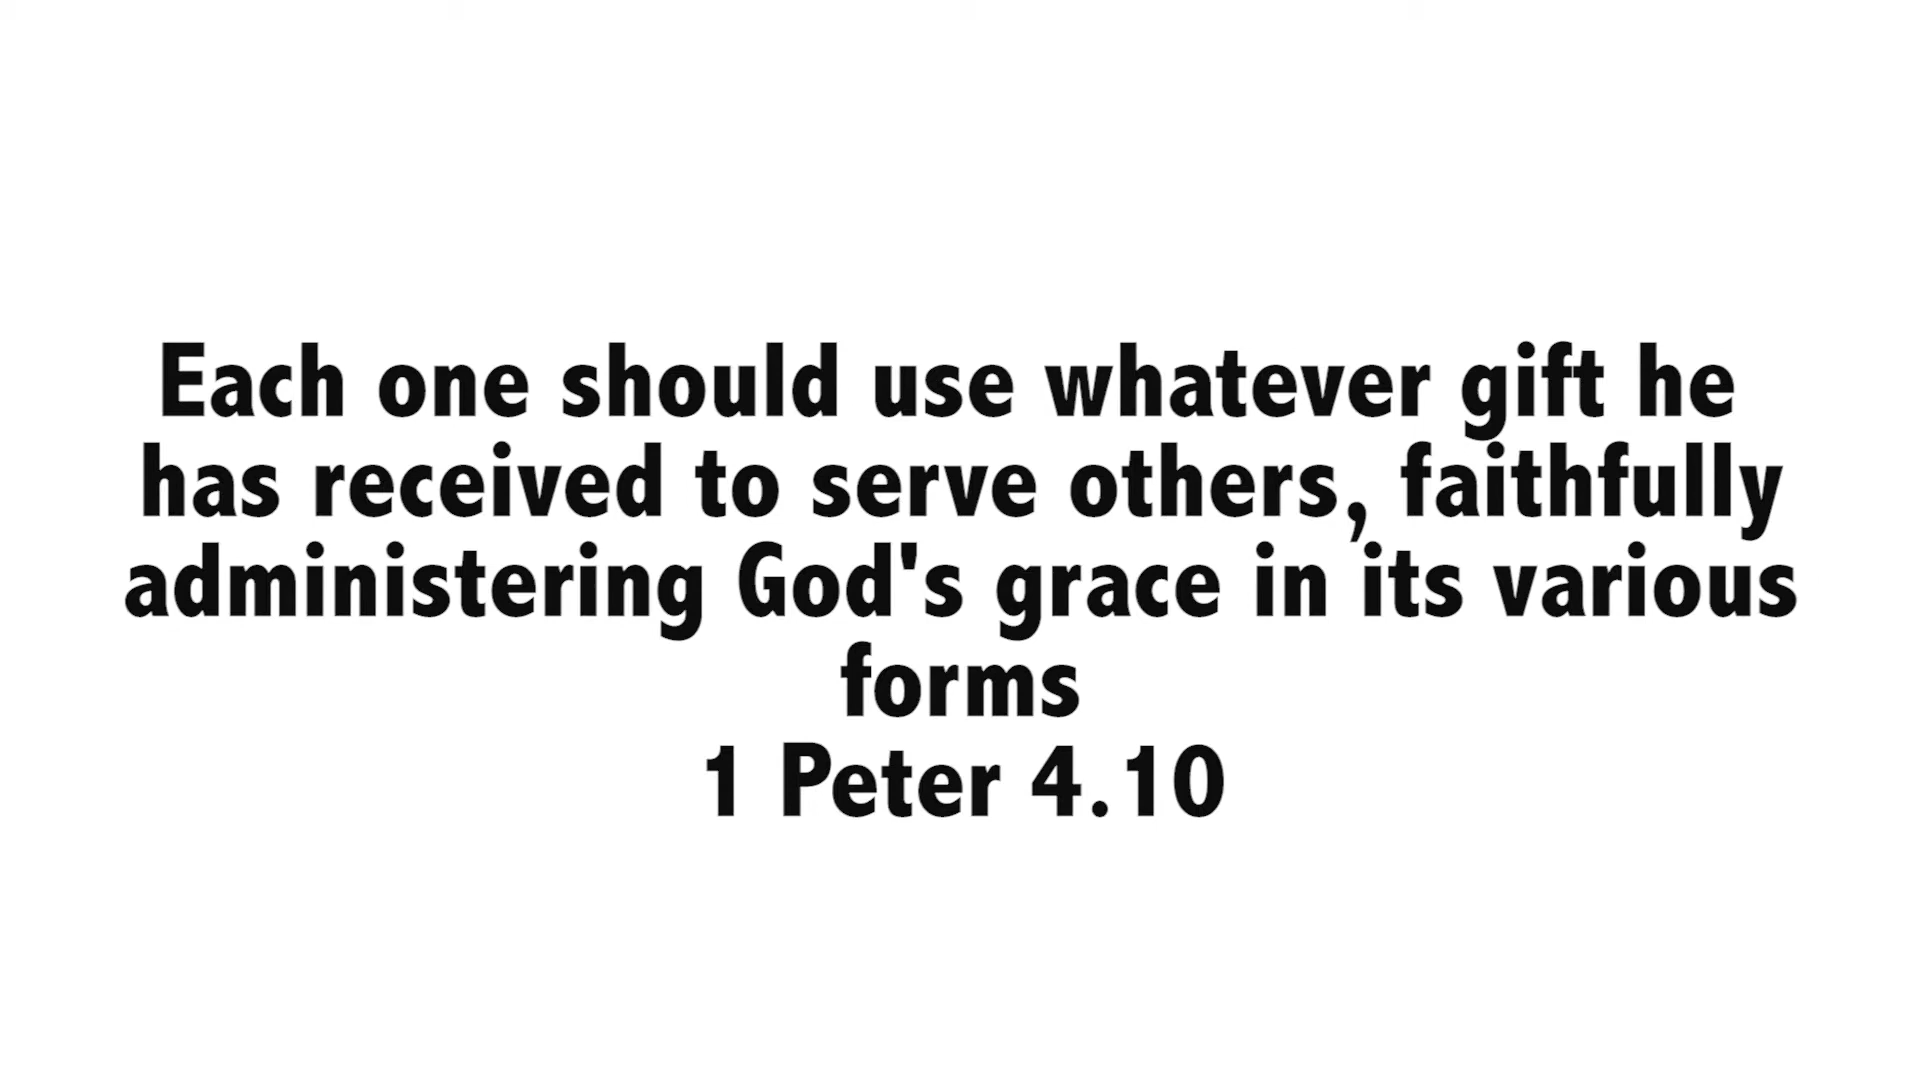 Each one should use whatever gift he
has received to serve others, faithfully
administering God's grace in its various
forms
1 Peter 4.10